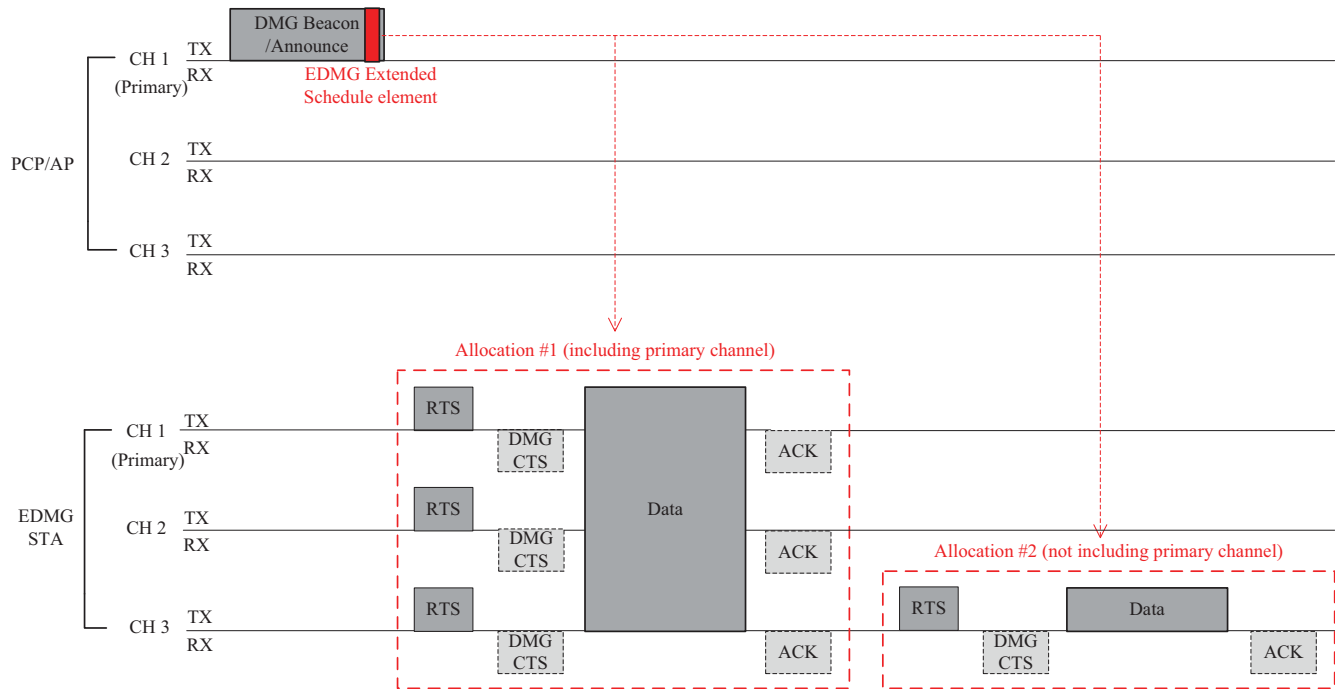 DMG Beacon
/Announce
TX
CH 1
RX
(Primary)
EDMG Extended
Schedule element
TX
CH 2
RX
PCP/AP
TX
CH 3
RX
Allocation #1 (including primary channel)
RTS
TX
CH 1
RX
(Primary)
DMG
CTS
ACK
RTS
TX
CH 2
RX
EDMG
STA
DMG
CTS
Data
ACK
Allocation #2 (not including primary channel)
RTS
TX
CH 3
RX
DMG
CTS
ACK
RTS
Data
DMG
CTS
ACK